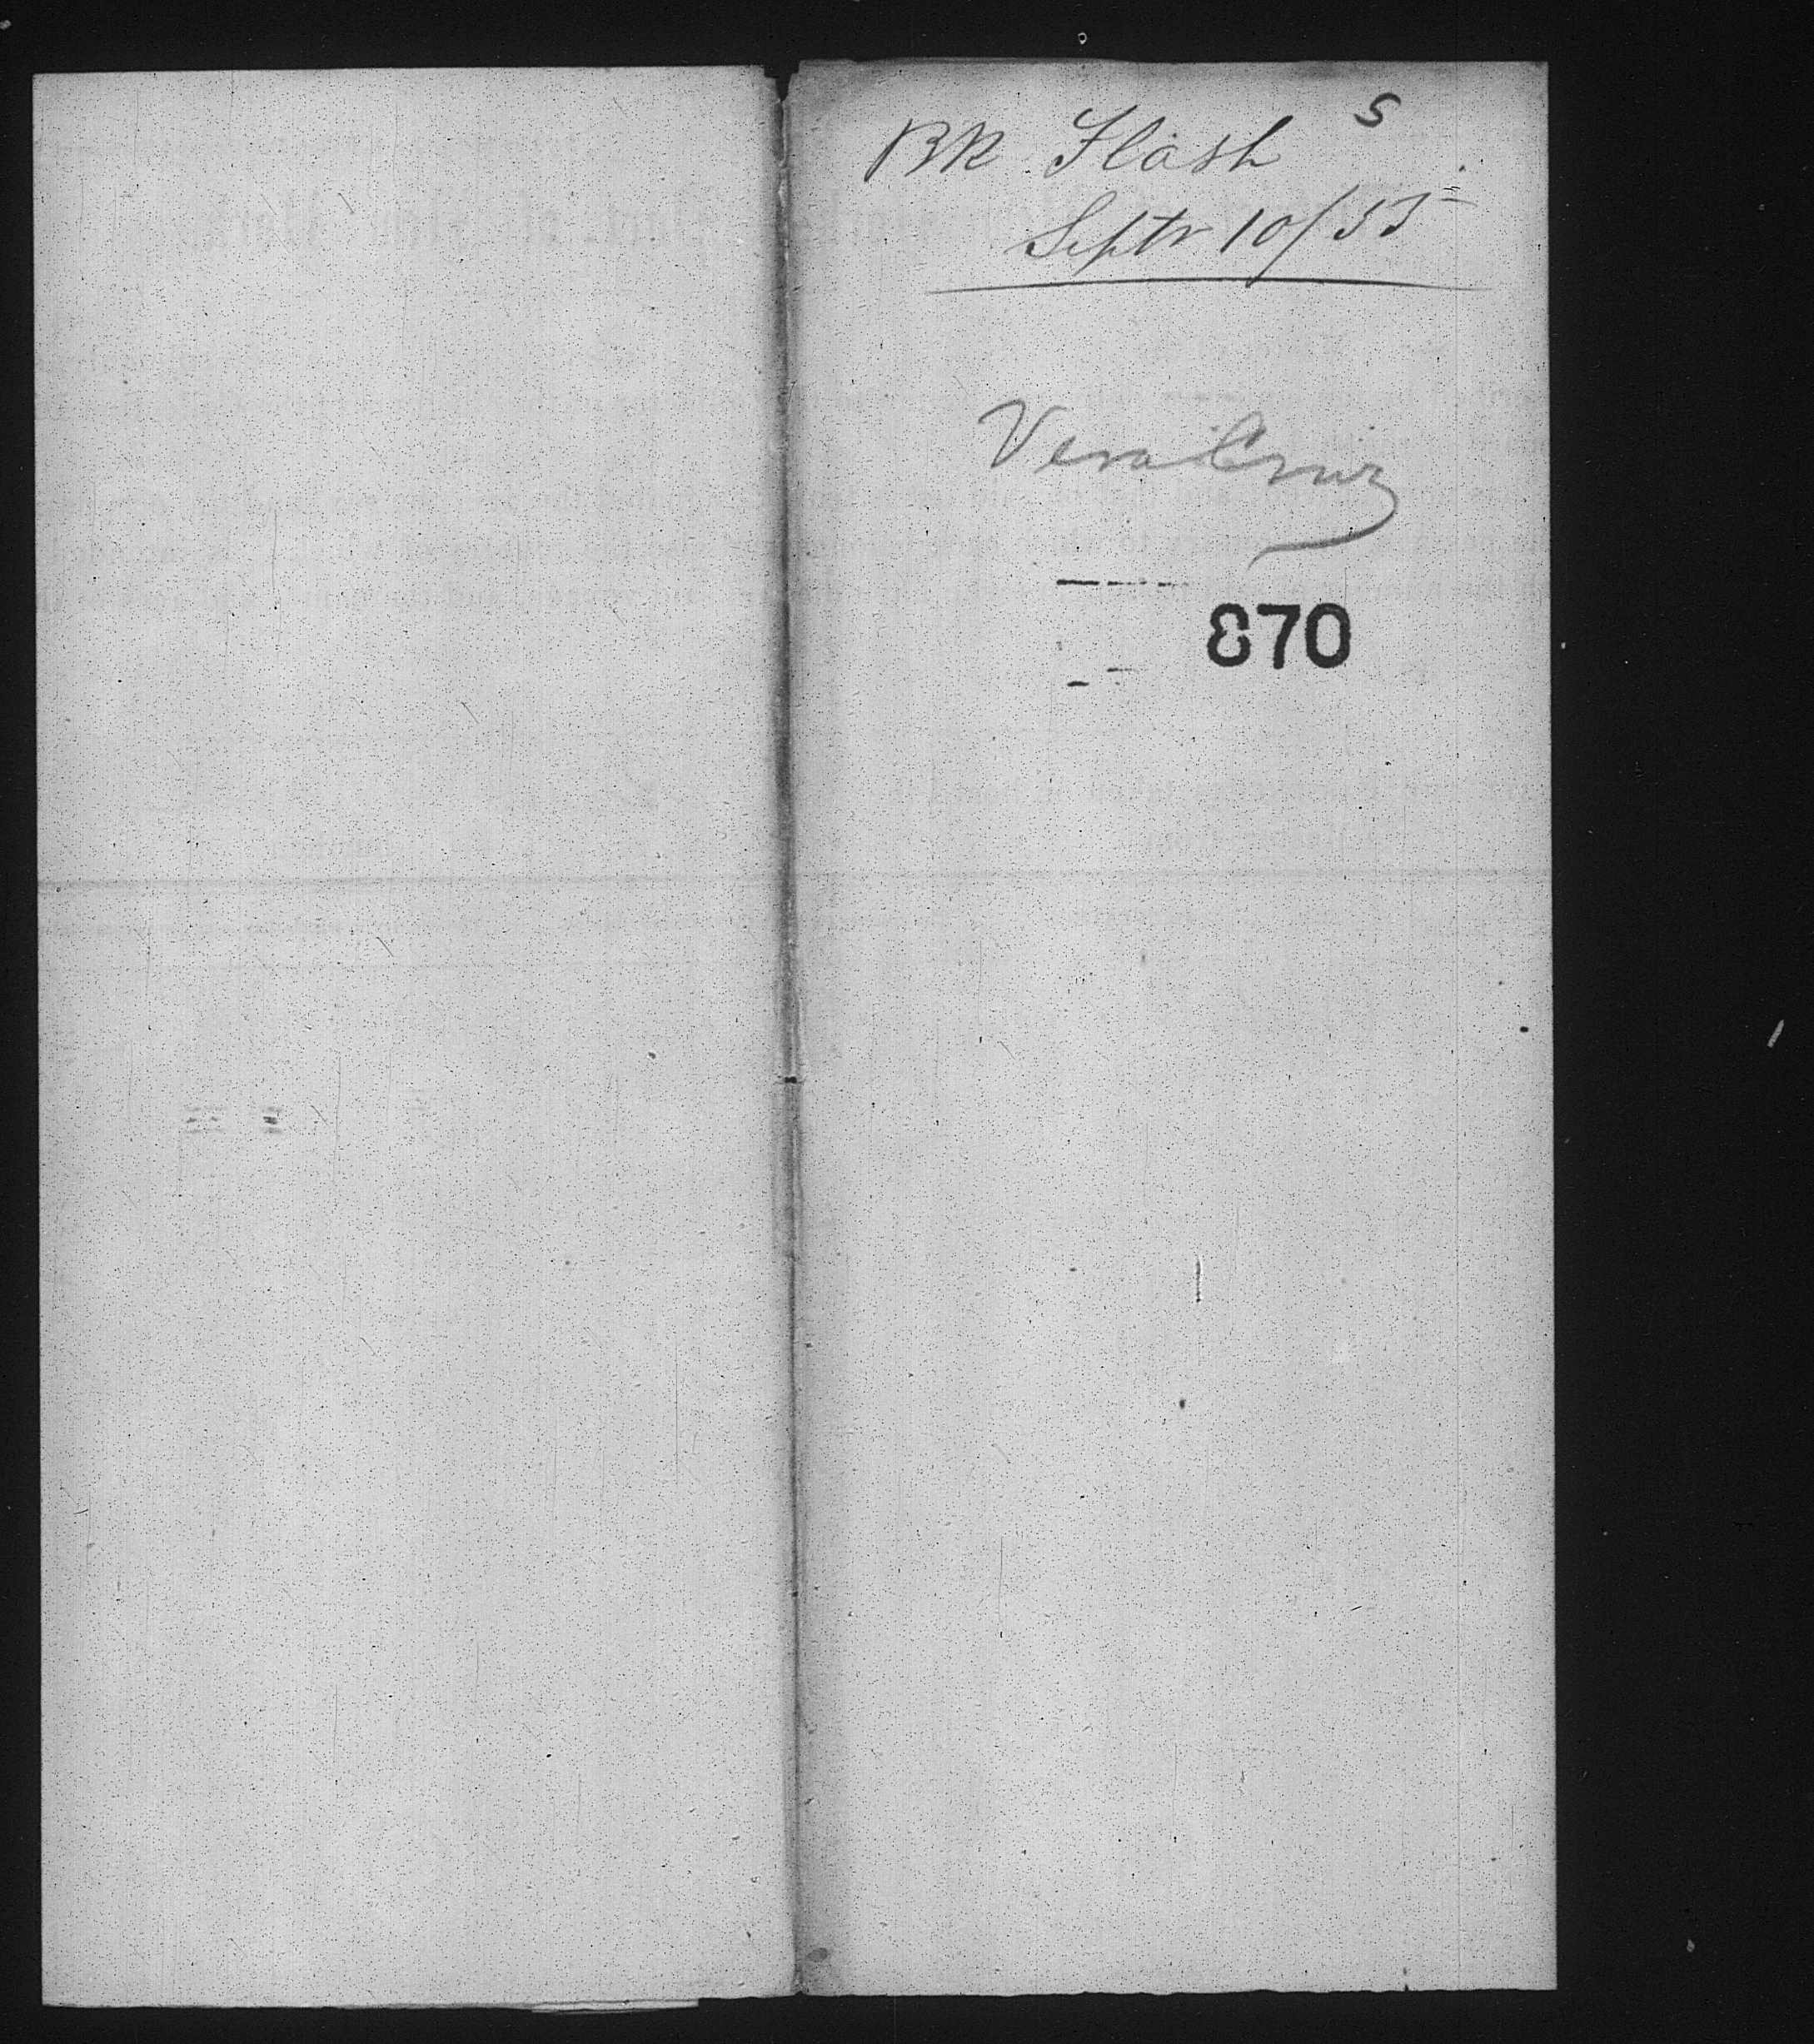 S
BK Flash
Septr 10/55
Vera Cruz
870